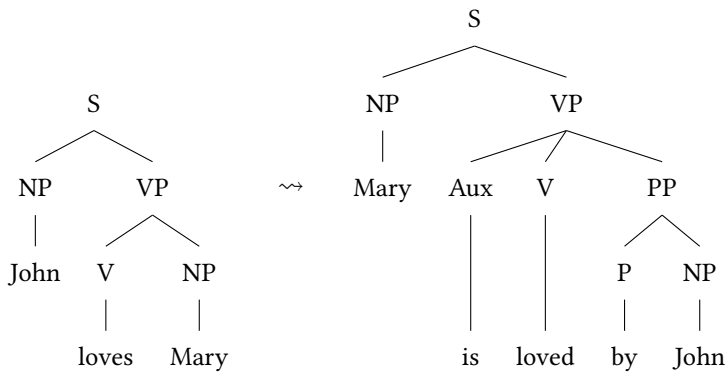 S
NP VP
John V NP
loves Mary
⇝
S
NP VP
Mary Aux V PP
P NP
is loved by John